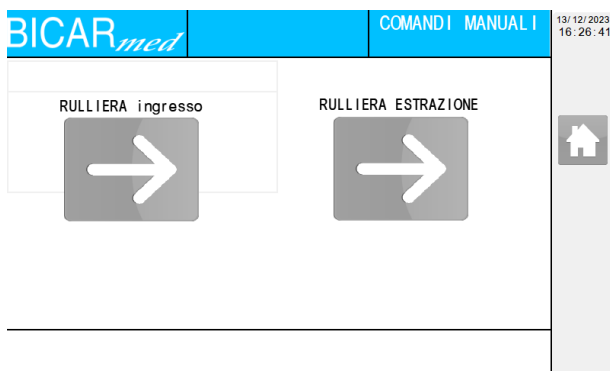 BICARmed
COMANDI MANUALI
13/12/2023
16:26:41
RULLIERA ingresso
RULLIERA ESTRAZIONE